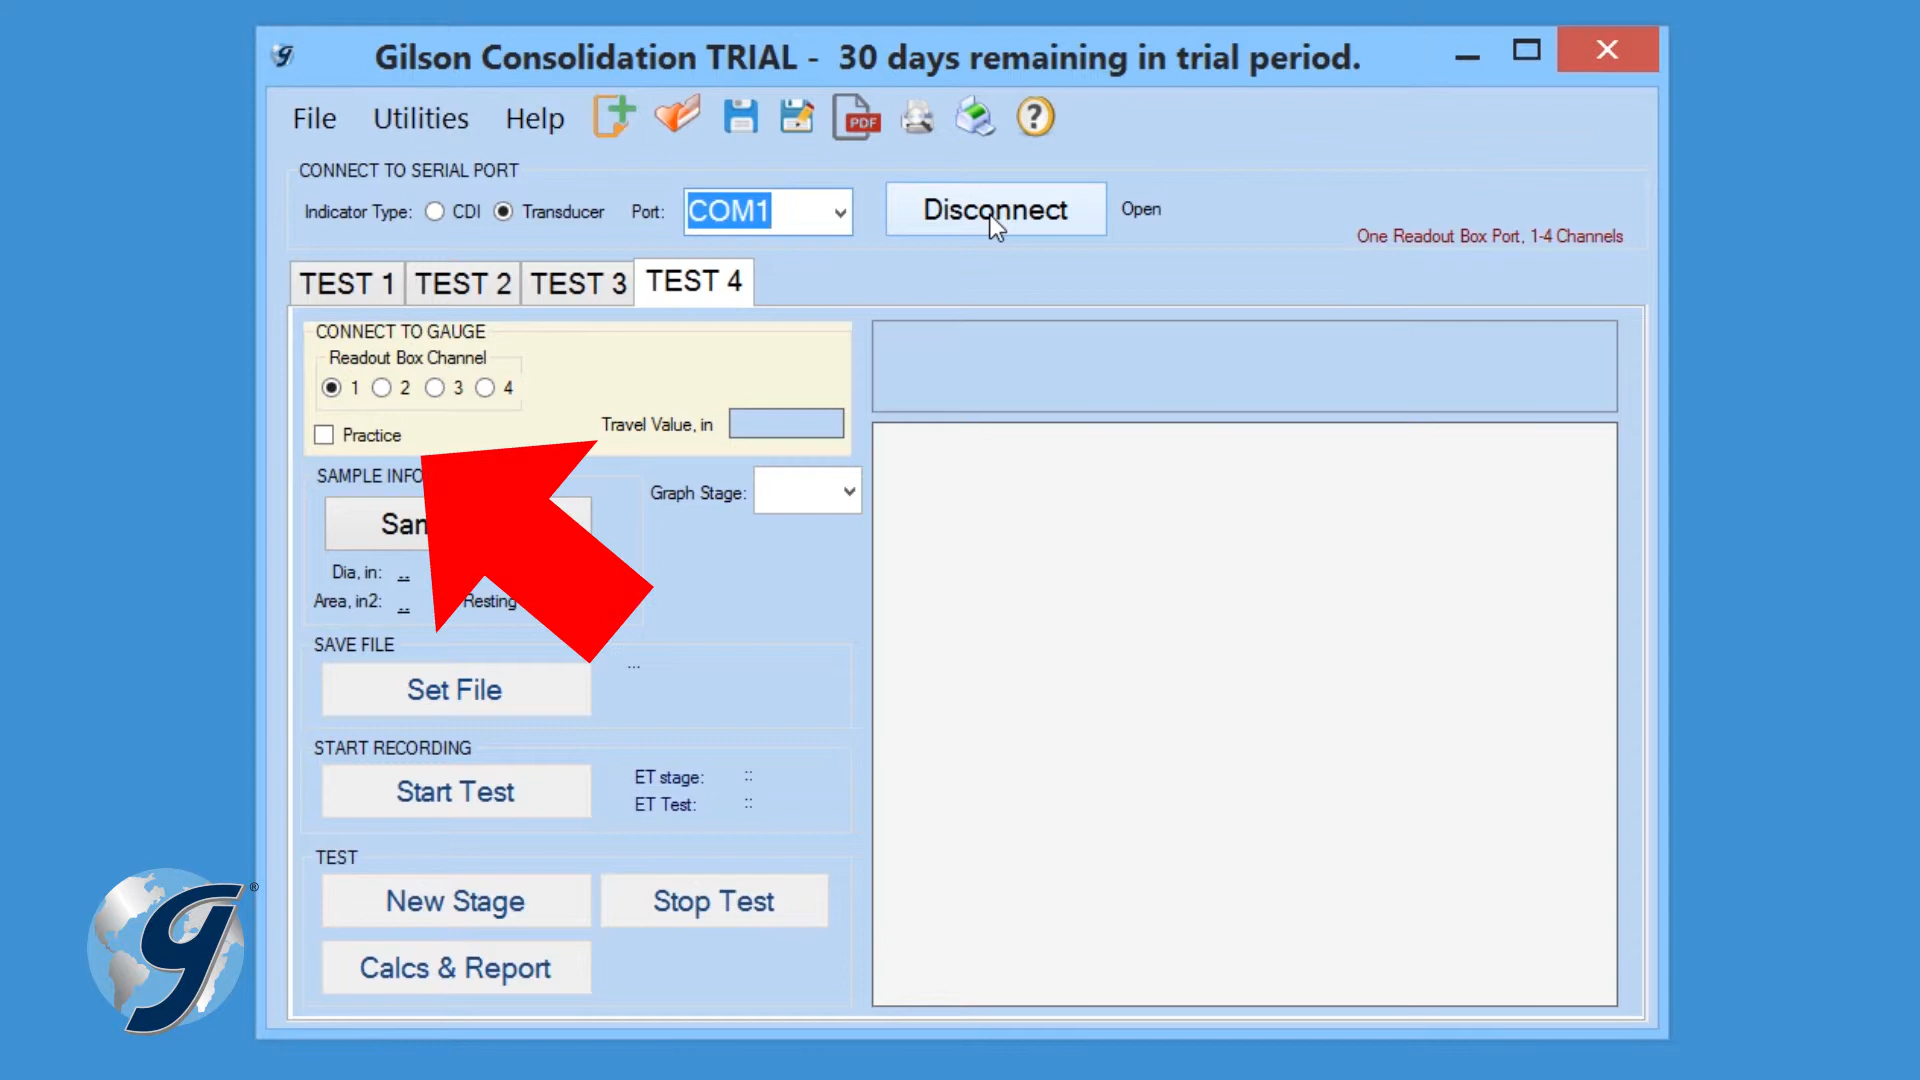 Gilson Consolidation TRIAL - 30 days remaining in trial period.
File Utilities Help PDF ?
CONNECT TO SERIAL PORT
Indicator Type: CDI Transducer Port: COM1 Disconnect Open
One Readout Box Port, 1-4 Channels
TEST 1 TEST 2 TEST 3 TEST 4
CONNECT TO GAUGE
Readout Box Channel
1 2 3 4
Travel Value, in
Practice
SAMPLE INFO
Graph Stage:
Dia, in: ..
Area, in2: .. Resting
SAVE FILE
...
Set File
START RECORDING
Start Test
ET stage: ::
ET Test: ::
TEST
New Stage Stop Test
Calcs & Report
g ®